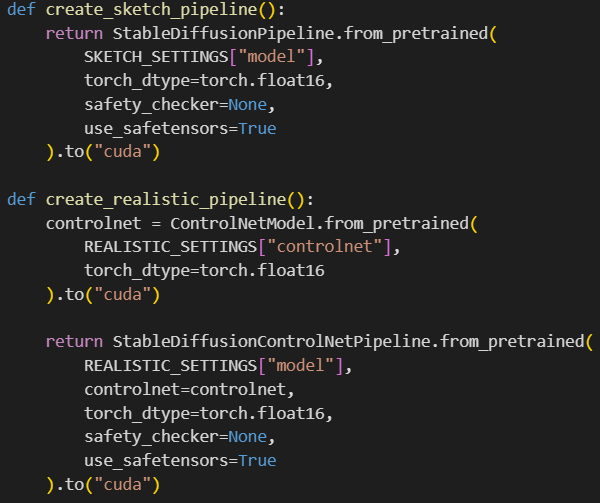 def create_sketch_pipeline():
    return StableDiffusionPipeline.from_pretrained(
        SKETCH_SETTINGS["model"],
        torch_dtype=torch.float16,
        safety_checker=None,
        use_safetensors=True
    ).to("cuda")

def create_realistic_pipeline():
    controlnet = ControlNetModel.from_pretrained(
        REALISTIC_SETTINGS["controlnet"],
        torch_dtype=torch.float16
    ).to("cuda")

    return StableDiffusionControlNetPipeline.from_pretrained(
        REALISTIC_SETTINGS["model"],
        controlnet=controlnet,
        torch_dtype=torch.float16,
        safety_checker=None,
        use_safetensors=True
    ).to("cuda")